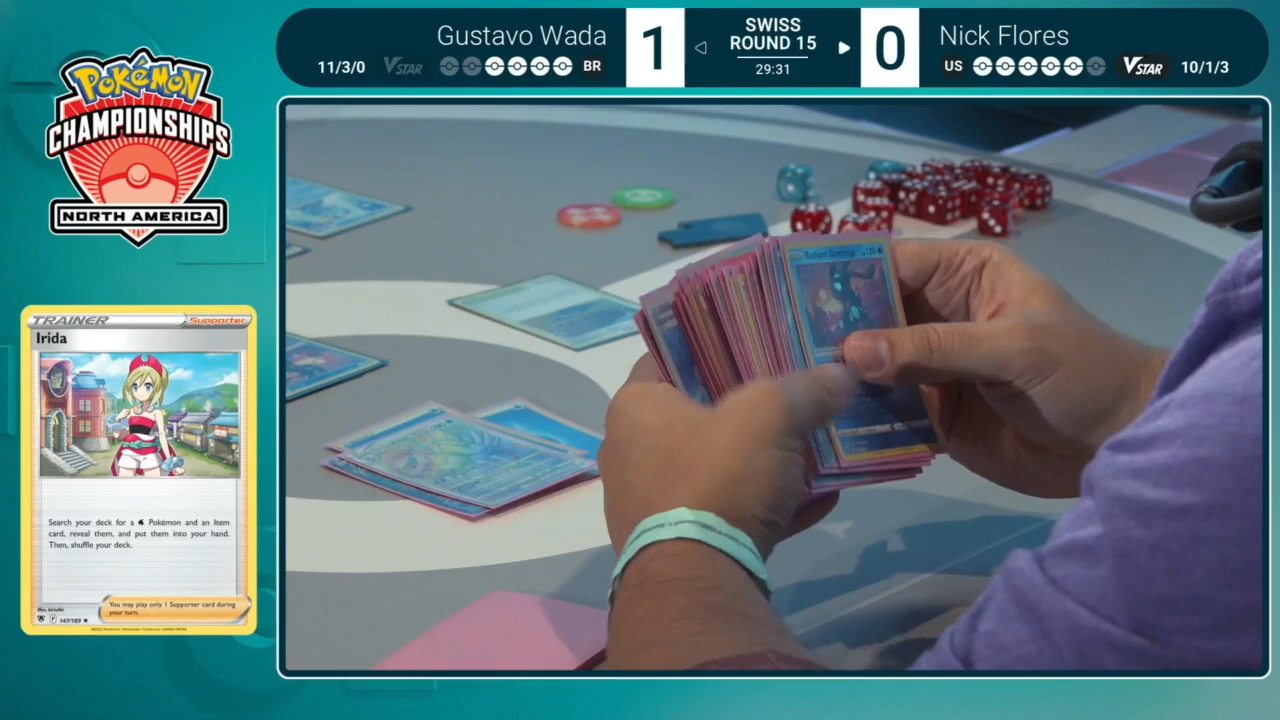 Gustavo Wada
1
SWISS
ROUND 15
29:31
0
Nick Flores
11/3/0
VSTAR
BR
US
VSTAR
10/1/3
Pokémon
CHAMPIONSHIPS
NORTH AMERICA
TRAINER
Supporter
Irida
Search your deck for a Pokémon and an Item
card, reveal them, and put them into your hand.
Then, shuffle your deck.
You may play only 1 Supporter card during
your turn.
F 147/189 ★
Radiant Greninja 130